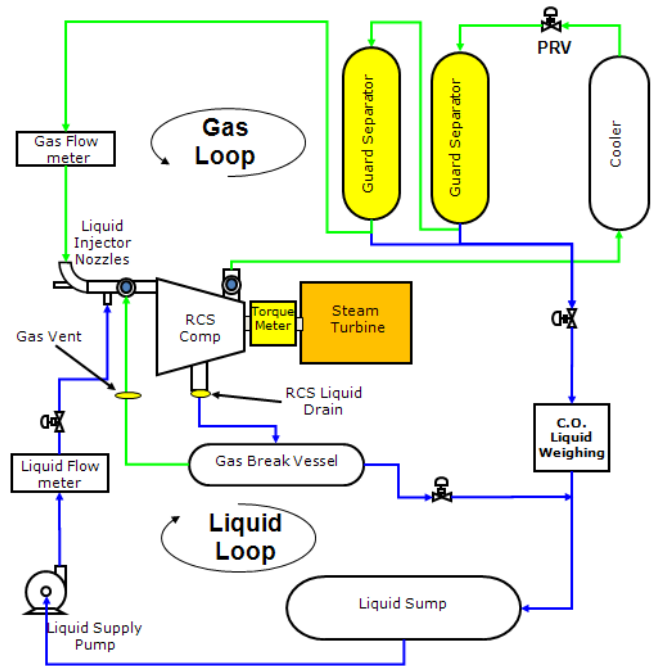 PRV
Guard Separator
Guard Separator
Cooler
Gas
Loop
Gas Flow
meter
Liquid
Injector
Nozzles
RCS
Comp
Torque
Meter
Steam
Turbine
Gas Vent
RCS Liquid
Drain
C.O.
Liquid
Weighing
Gas Break Vessel
Liquid Flow
meter
Liquid
Loop
Liquid Sump
Liquid Supply
Pump